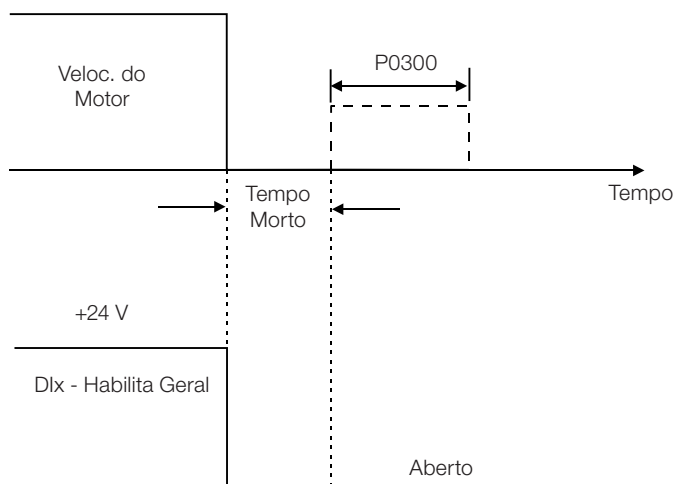 Veloc. do
Motor
P0300
Tempo
Tempo
Morto
+24 V
DIx - Habilita Geral
Aberto